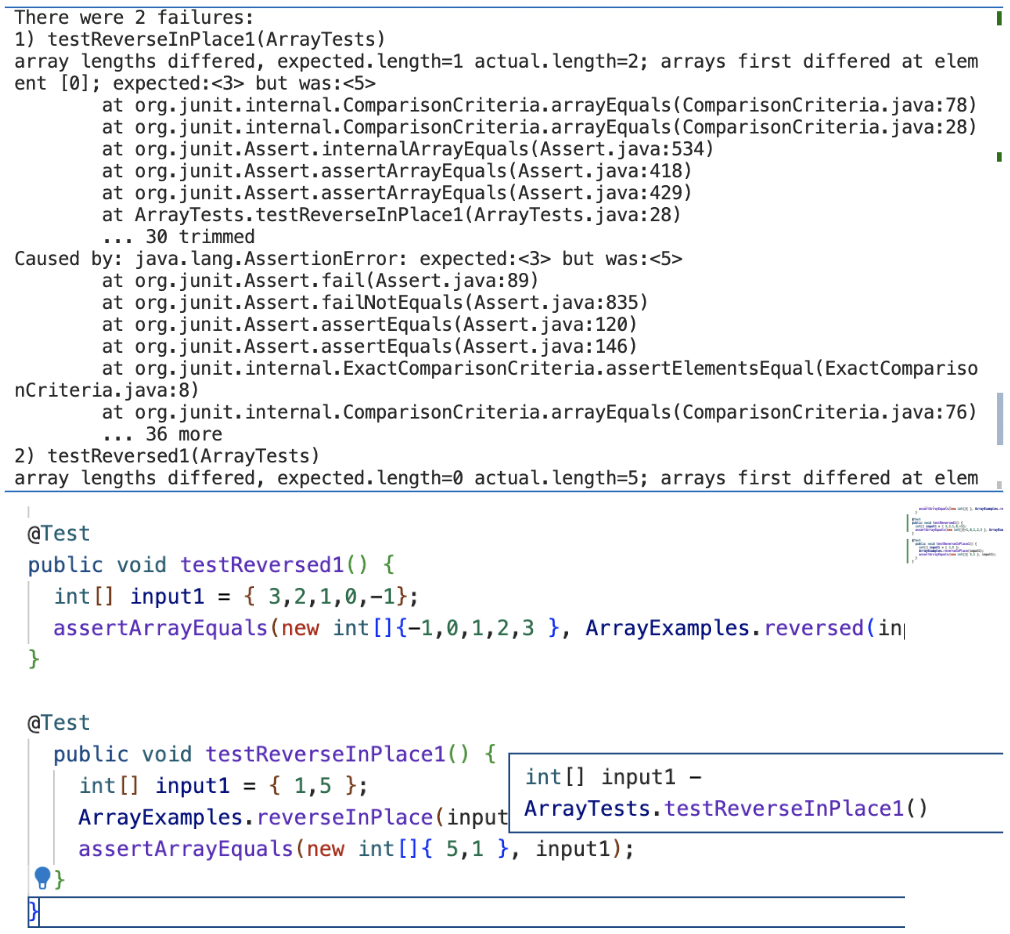 There were 2 failures:
1) testReverseInPlace1(ArrayTests)
array lengths differed, expected.length=1 actual.length=2; arrays first differed at elem
ent [0]; expected:<3> but was:<5>
        at org.junit.internal.ComparisonCriteria.arrayEquals(ComparisonCriteria.java:78)
        at org.junit.internal.ComparisonCriteria.arrayEquals(ComparisonCriteria.java:28)
        at org.junit.Assert.internalArrayEquals(Assert.java:534)
        at org.junit.Assert.assertArrayEquals(Assert.java:418)
        at org.junit.Assert.assertArrayEquals(Assert.java:429)
        at ArrayTests.testReverseInPlace1(ArrayTests.java:28)
        ... 30 trimmed
Caused by: java.lang.AssertionError: expected:<3> but was:<5>
        at org.junit.Assert.fail(Assert.java:89)
        at org.junit.Assert.failNotEquals(Assert.java:835)
        at org.junit.Assert.assertEquals(Assert.java:120)
        at org.junit.Assert.assertEquals(Assert.java:146)
        at org.junit.internal.ExactComparisonCriteria.assertElementsEqual(ExactCompariso
nCriteria.java:8)
        at org.junit.internal.ComparisonCriteria.arrayEquals(ComparisonCriteria.java:76)
        ... 36 more
2) testReversed1(ArrayTests)
array lengths differed, expected.length=0 actual.length=5; arrays first differed at elem
@Test
public void testReversed1() {
  int[] input1 = { 3,2,1,0,-1};
  assertArrayEquals(new int[]{-1,0,1,2,3 }, ArrayExamples.reversed(in
}
@Test
  public void testReverseInPlace1() {
    int[] input1 = { 1,5 };
    ArrayExamples.reverseInPlace(input
    assertArrayEquals(new int[]{ 5,1 }, input1);
  }
}
int[] input1 –
ArrayTests.testReverseInPlace1()